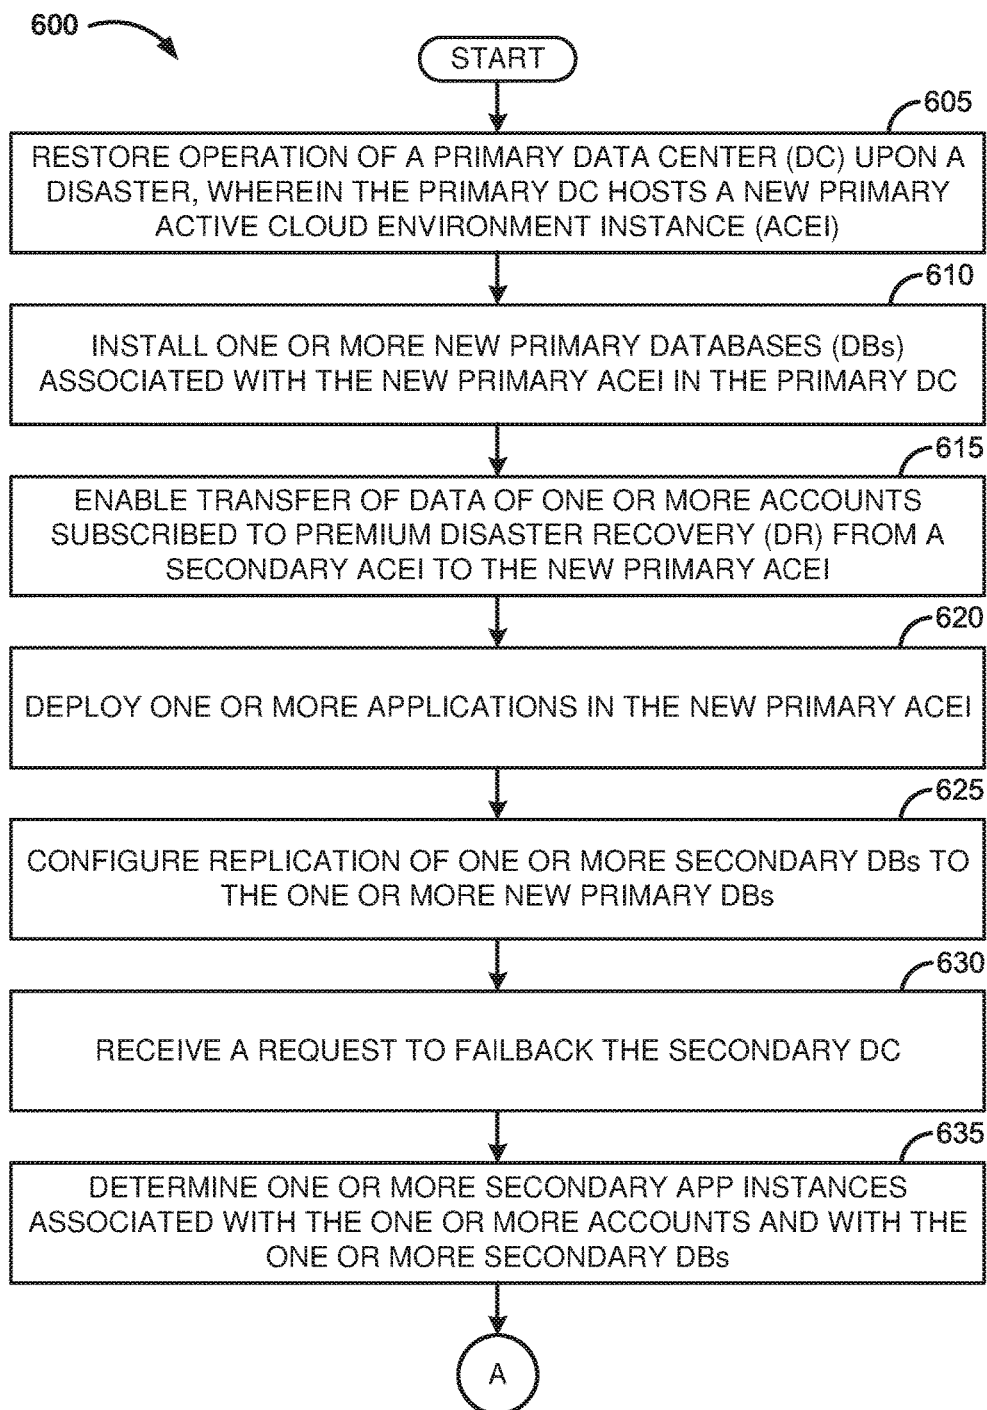 600
START
605
RESTORE OPERATION OF A PRIMARY DATA CENTER (DC) UPON A
DISASTER, WHEREIN THE PRIMARY DC HOSTS A NEW PRIMARY
ACTIVE CLOUD ENVIRONMENT INSTANCE (ACEI)
610
INSTALL ONE OR MORE NEW PRIMARY DATABASES (DBs)
ASSOCIATED WITH THE NEW PRIMARY ACEI IN THE PRIMARY DC
615
ENABLE TRANSFER OF DATA OF ONE OR MORE ACCOUNTS
SUBSCRIBED TO PREMIUM DISASTER RECOVERY (DR) FROM A
SECONDARY ACEI TO THE NEW PRIMARY ACEI
620
DEPLOY ONE OR MORE APPLICATIONS IN THE NEW PRIMARY ACEI
625
CONFIGURE REPLICATION OF ONE OR MORE SECONDARY DBs TO
THE ONE OR MORE NEW PRIMARY DBs
630
RECEIVE A REQUEST TO FAILBACK THE SECONDARY DC
635
DETERMINE ONE OR MORE SECONDARY APP INSTANCES
ASSOCIATED WITH THE ONE OR MORE ACCOUNTS AND WITH THE
ONE OR MORE SECONDARY DBs
A